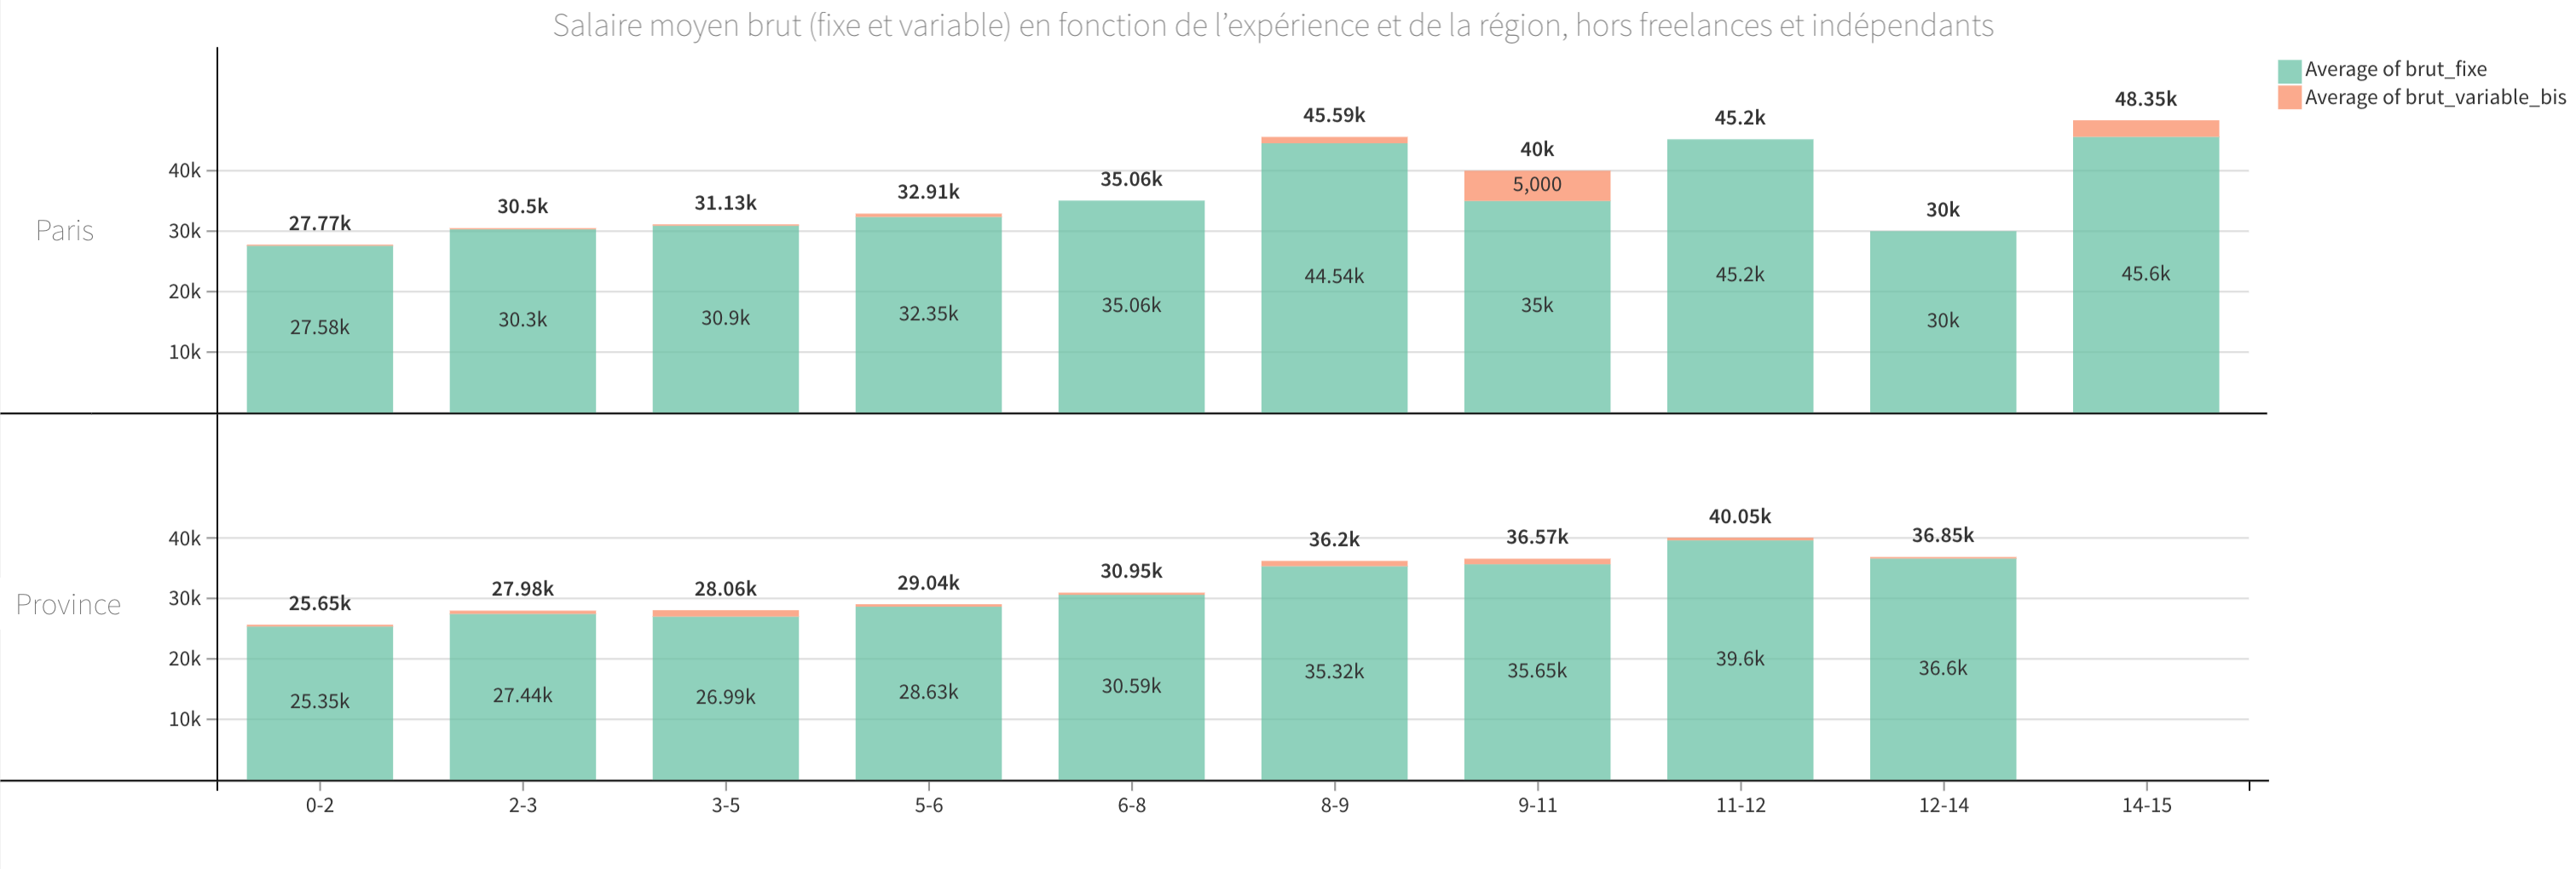 Salaire moyen brut (fixe et variable) en fonction de l’expérience et de la région, hors freelances et indépendants
Average of brut_fixe
Average of brut_variable_bis
Paris
40k
30k
20k
10k
27.77k
30.5k
31.13k
32.91k
35.06k
45.59k
40k
45.2k
30k
48.35k
5,000
27.58k
30.3k
30.9k
32.35k
35.06k
44.54k
35k
45.2k
30k
45.6k
Province
40k
30k
20k
10k
25.65k
27.98k
28.06k
29.04k
30.95k
36.2k
36.57k
40.05k
36.85k
25.35k
27.44k
26.99k
28.63k
30.59k
35.32k
35.65k
39.6k
36.6k
0-2
2-3
3-5
5-6
6-8
8-9
9-11
11-12
12-14
14-15